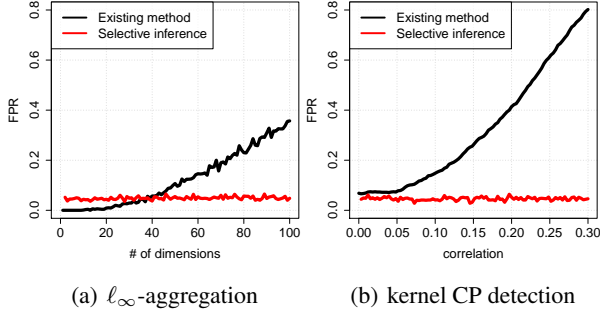 Existing method
Selective inference
FPR
0.0 0.2 0.4 0.6 0.8
0 20 40 60 80 100
# of dimensions
(a) ℓ∞-aggregation
Existing method
Selective inference
FPR
0.0 0.2 0.4 0.6 0.8
0.00 0.05 0.10 0.15 0.20 0.25 0.30
correlation
(b) kernel CP detection